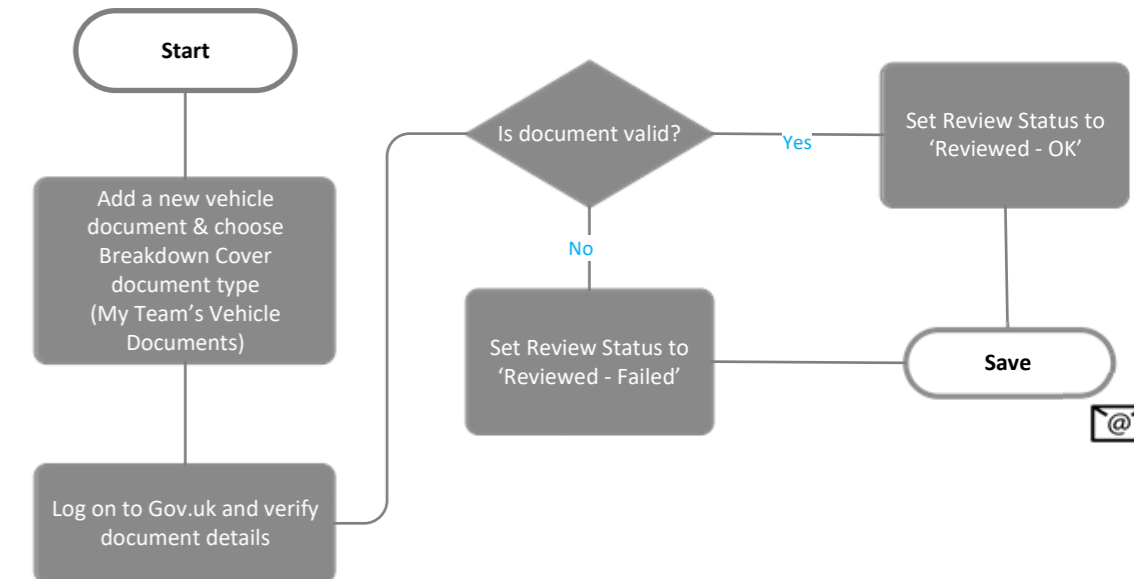 Start
Add a new vehicle
document & choose
Breakdown Cover
document type
(My Team’s Vehicle
Documents)
Log on to Gov.uk and verify
document details
Is document valid?
Yes
No
Set Review Status to
‘Reviewed - OK’
Set Review Status to
‘Reviewed - Failed’
Save
@